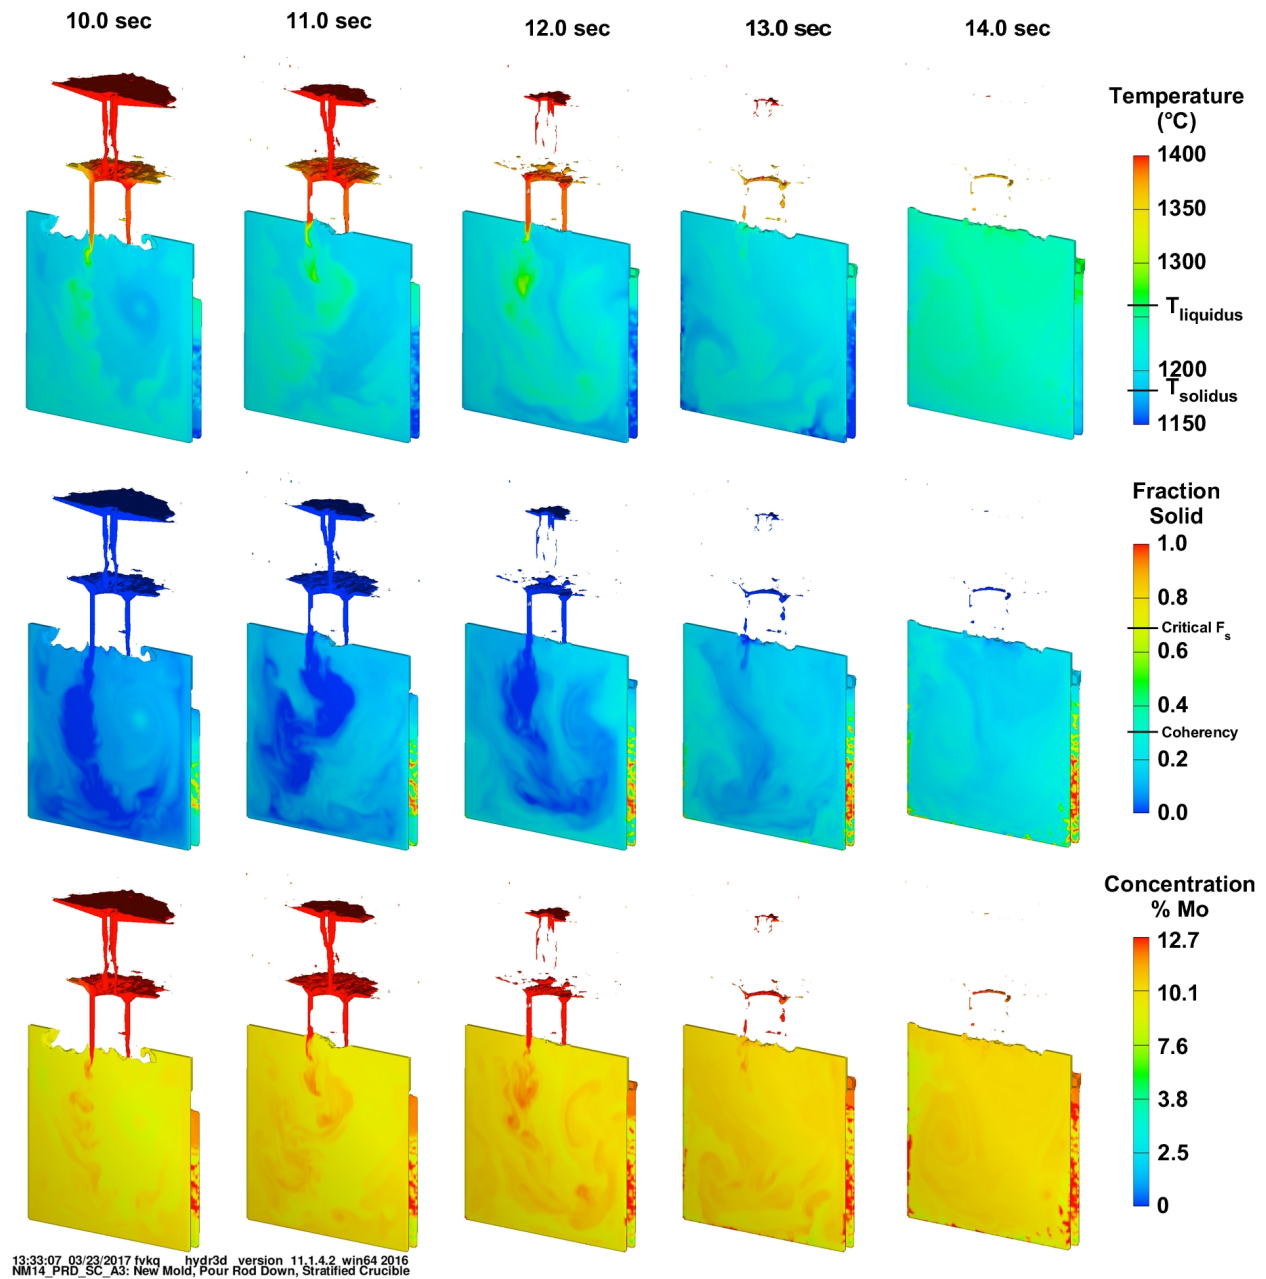 10.0 sec
11.0 sec
12.0 sec
13.0 sec
14.0 sec
Temperature
(°C)
1400
1350
1300
T liquidus
1200
T solidus
1150
Fraction
Solid
1.0
0.8
Critical Fs
0.6
0.4
Coherency
0.2
0.0
Concentration
% Mo
12.7
10.1
7.6
3.8
2.5
0
13:33:07 03/23/2017 fvkq hydr3d version 11.1.4.2 win64 2016
NM14_PRD_SC_A3: New Mold, Pour Rod Down, Stratified Crucible